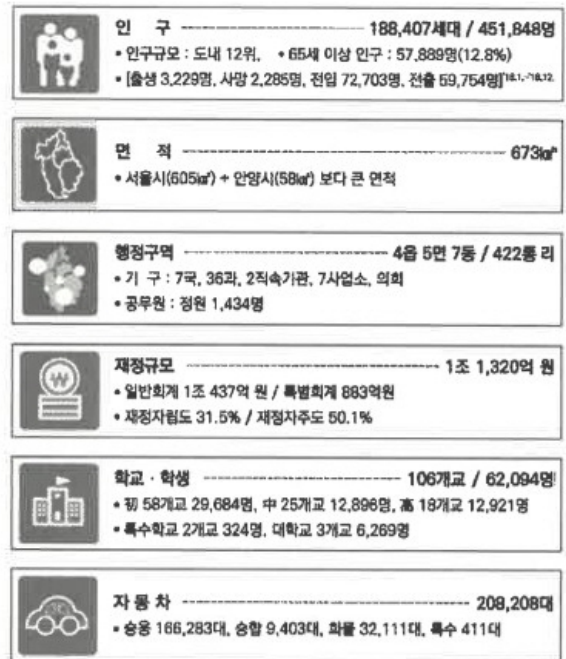 인 구 188,407세대 / 451,848명
• 인구규모 : 도내 12위, • 65세 이상 인구 : 57,889명(12.8%)
• [출생 3,229명, 사망 2,285명, 전입 72,703명, 전출 59,754명]'18.1.~'18.12.
면 적 673㎢
• 서울시(605㎢) + 안양시(58㎢) 보다 큰 면적
행정구역 4읍 5면 7동 / 422통 리
• 기 구 : 7국, 36과, 2직속기관, 7사업소, 의회
• 공무원 : 정원 1,434명
재정규모 1조 1,320억 원
• 일반회계 1조 437억 원 / 특별회계 883억원
• 재정자립도 31.5% / 재정자주도 50.1%
학교 · 학생 106개교 / 62,094명
• 初 58개교 29,684명, 中 25개교 12,896명, 高 18개교 12,921명
• 특수학교 2개교 324명, 대학교 3개교 6,269명
자 동 차 208,208대
• 승용 166,283대, 승합 9,403대, 화물 32,111대, 특수 411대